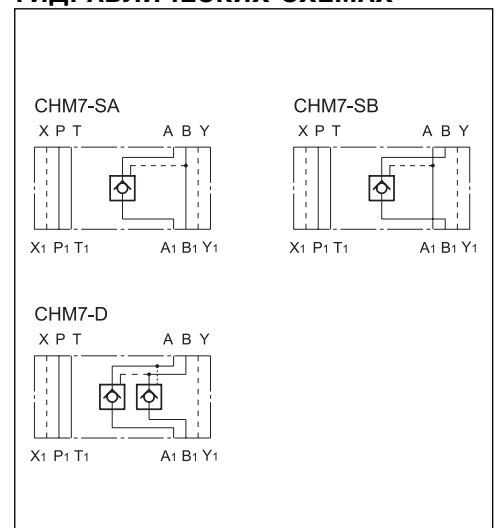 ГИДРАВЛИЧЕСКИХ СХЕМАХ
CHM7-SA
X P T A B Y
X1 P1 T1 A1 B1 Y1
CHM7-SB
X P T A B Y
X1 P1 T1 A1 B1 Y1
CHM7-D
X P T A B Y
X1 P1 T1 A1 B1 Y1